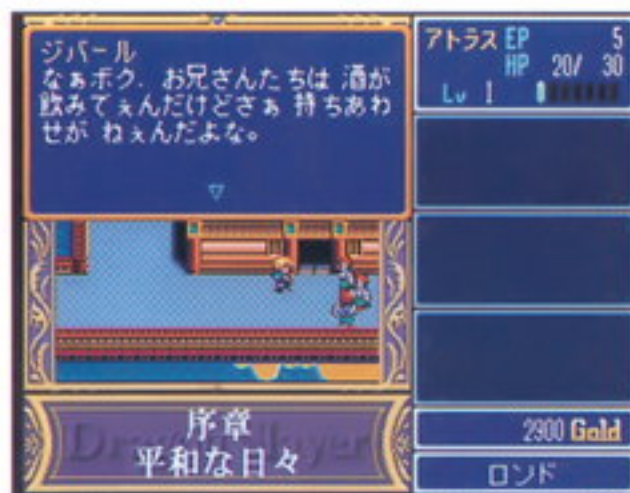 ジバール
なぁボク、お兄さんたちは 酒が
飲みてぇんだけどさぁ 持ちあわ
せが ねぇんだよな。
アトラス EP 5
HP 20/ 30
Lv 1
序章
平和な日々
2900 Gold
ロンド